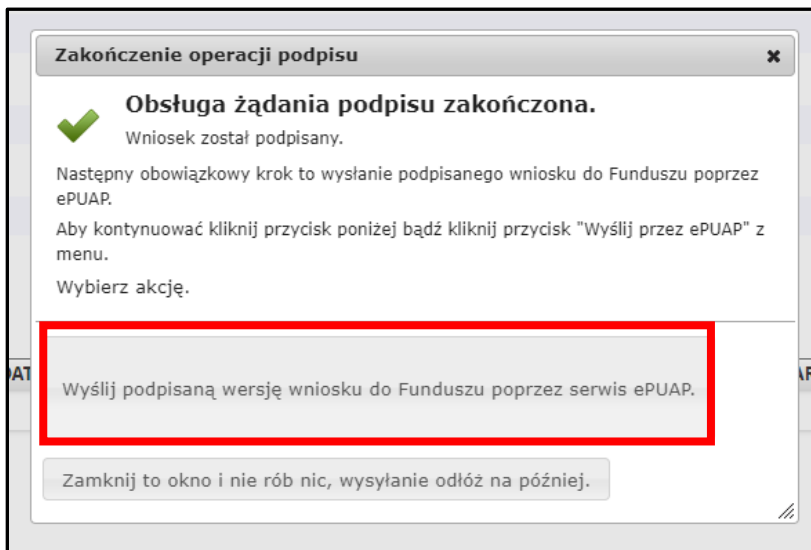 Zakończenie operacji podpisu
Obsługa żądania podpisu zakończona.
Wniosek został podpisany.
Następny obowiązkowy krok to wysłanie podpisanego wniosku do Funduszu poprzez
ePUAP.
Aby kontynuować kliknij przycisk poniżej bądź kliknij przycisk "Wyślij przez ePUAP" z
menu.
Wybierz akcję.
Wyślij podpisaną wersję wniosku do Funduszu poprzez serwis ePUAP.
Zamknij to okno i nie rób nic, wysyłanie odłóż na później.